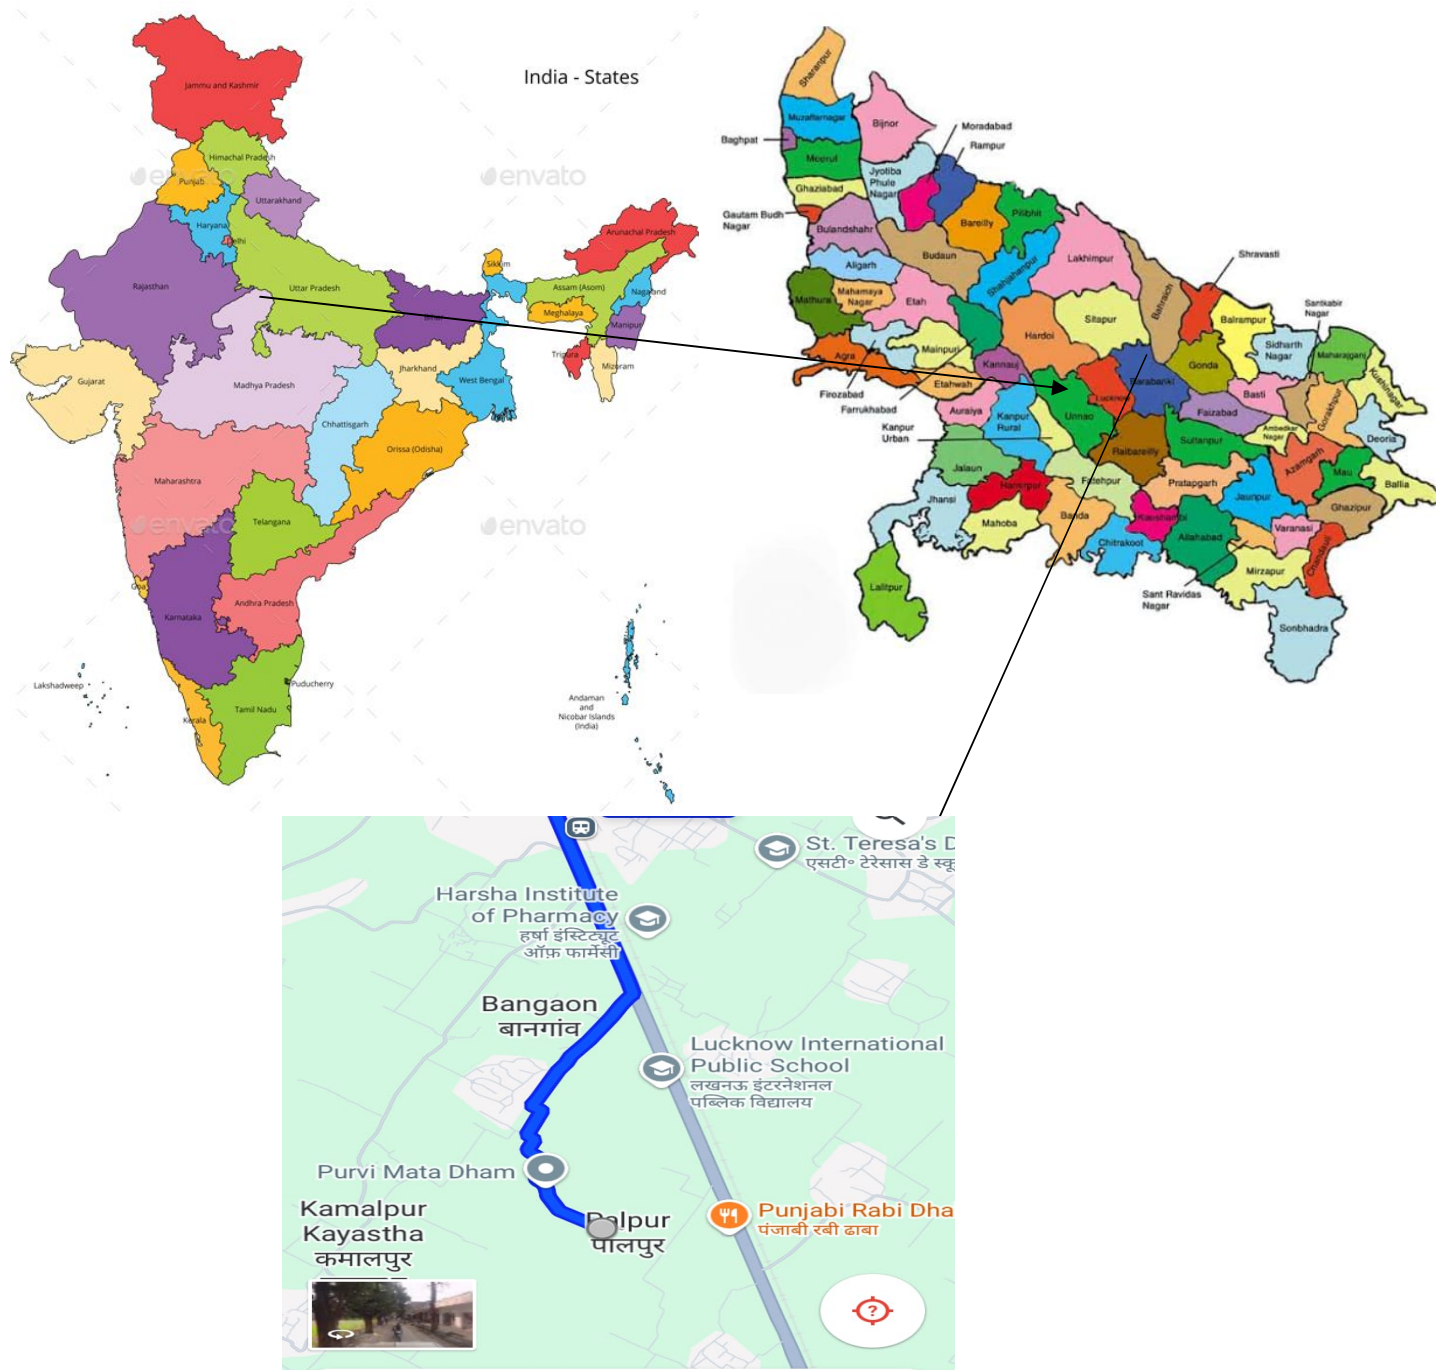 India - States
Jammu and Kashmir
Himachal Pradesh
Punjab
envato
envato
Uttarakhand
Haryana
Delhi
Arunachal Pradesh
Sikkim
Rajasthan
Uttar Pradesh
Assam (Asom)
Nagaland
Bihar
Meghalaya
Manipur
Tripura
Mizoram
Gujarat
Madhya Pradesh
Jharkhand
West Bengal
Chhattisgarh
Orissa (Odisha)
Maharashtra
Telangana
envato
envato
Goa
Andhra Pradesh
Karnataka
Lakshadweep
Puducherry
Kerala
Tamil Nadu
Andaman
and
Nicobar Islands
(India)
Sharanpur
Muzaffarnagar
Bijnor
Moradabad
Baghpat
Rampur
Meerut
Jyotiba
Phule
Nagar
Ghaziabad
Gautam Budh
Nagar
Bareilly
Pilibhit
Bulandshahr
Budaun
Lakhimpur
Shravasti
Aligarh
Shahjahanpur
Mathura
Mahamaya
Nagar
Etah
Bahraich
Santkabir
Nagar
Sitapur
Balrampur
Hardoi
Sidharth
Nagar
Maharajganj
Agra
Mainpuri
Kannauj
Gonda
Kushinagar
Firozabad
Etahwah
Barabanki
Farrukhabad
Lucknow
Basti
Gorakhpur
Auraiya
Kanpur
Rural
Unnao
Faizabad
Kanpur
Urban
Ambedkar
Nagar
Deoria
Sultanpur
Raibareilly
Azamgarh
Jalaun
Mau
Hamirpur
Fatehpur
Pratapgarh
Ballia
Jhansi
Jaunpur
Ghazipur
Mahoba
Banda
Kaushambi
Varanasi
Chitrakoot
Allahabad
Chandauli
Mirzapur
Lalitpur
Sant Ravidas
Nagar
Sonbhadra
St. Teresa's D
एसटी॰ टेरेसास डे स्कू
Harsha Institute
of Pharmacy
हर्षा इंस्टिट्यूट
ऑफ़ फार्मेसी
Bangaon
बानगांव
Lucknow International
Public School
लखनऊ इंटरनेशनल
पब्लिक विद्यालय
Purvi Mata Dham
Kamalpur
Kayastha
कमालपुर
Palpur
पालपुर
Punjabi Rabi Dha
पंजाबी रबी ढाबा
?